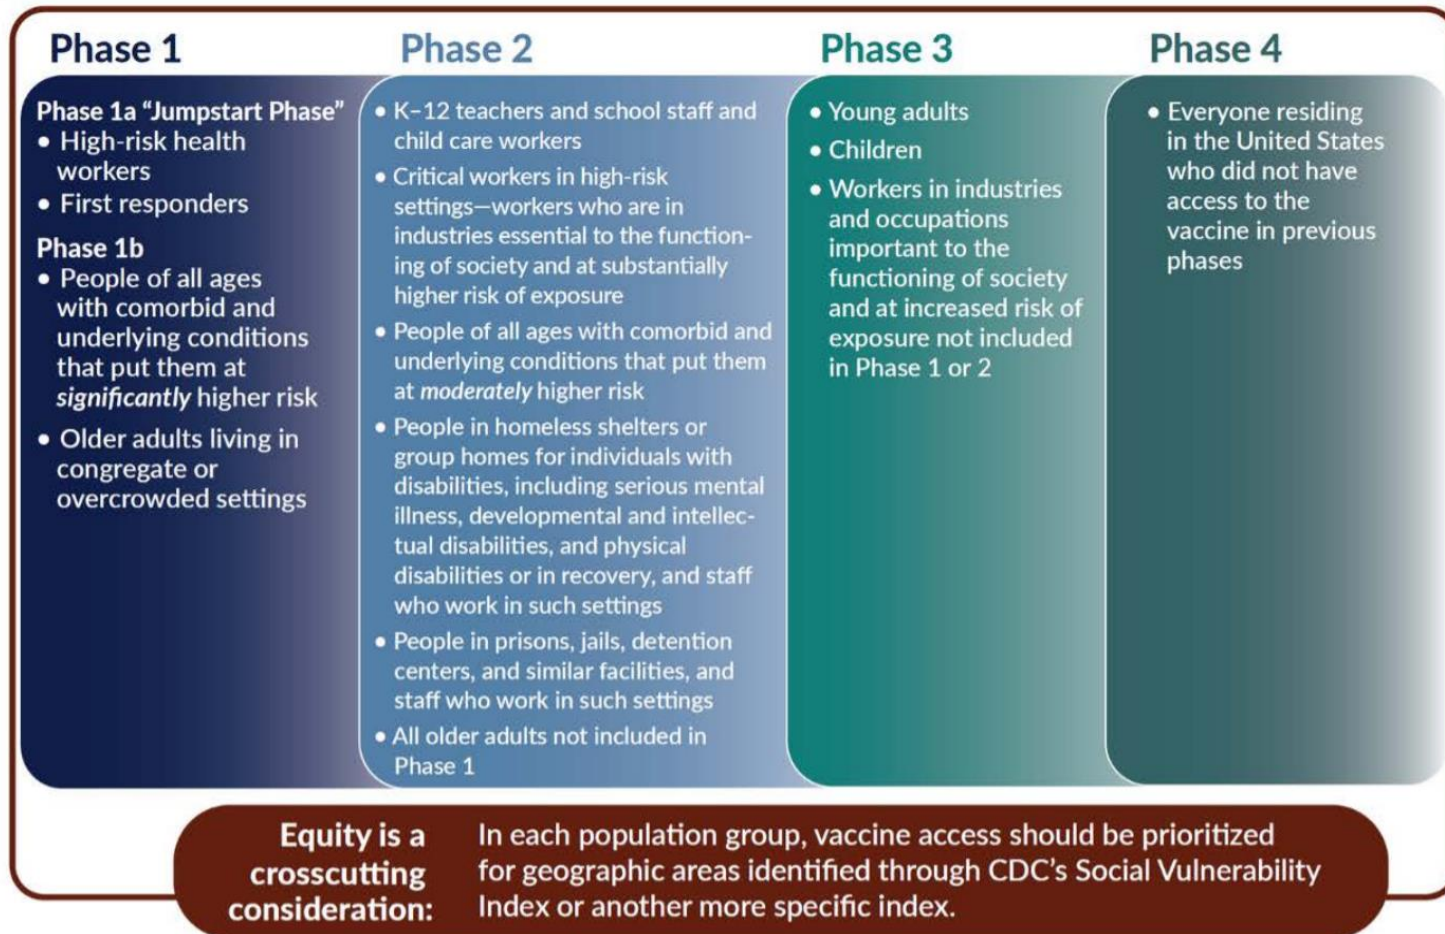 Phase 1
Phase 1a “Jumpstart Phase”
• High-risk health
workers
• First responders
Phase 1b
• People of all ages
with comorbid and
underlying conditions
that put them at
significantly higher risk
• Older adults living in
congregate or
overcrowded settings
Phase 2
• K–12 teachers and school staff and
child care workers
• Critical workers in high-risk
settings—workers who are in
industries essential to the function-
ing of society and at substantially
higher risk of exposure
• People of all ages with comorbid and
underlying conditions that put them
at moderately higher risk
• People in homeless shelters or
group homes for individuals with
disabilities, including serious mental
illness, developmental and intellec-
tual disabilities, and physical
disabilities or in recovery, and staff
who work in such settings
• People in prisons, jails, detention
centers, and similar facilities, and
staff who work in such settings
• All older adults not included in
Phase 1
Phase 3
• Young adults
• Children
• Workers in industries
and occupations
important to the
functioning of society
and at increased risk of
exposure not included
in Phase 1 or 2
Phase 4
• Everyone residing
in the United States
who did not have
access to the
vaccine in previous
phases
Equity is a
crosscutting
consideration:
In each population group, vaccine access should be prioritized
for geographic areas identified through CDC’s Social Vulnerability
Index or another more specific index.